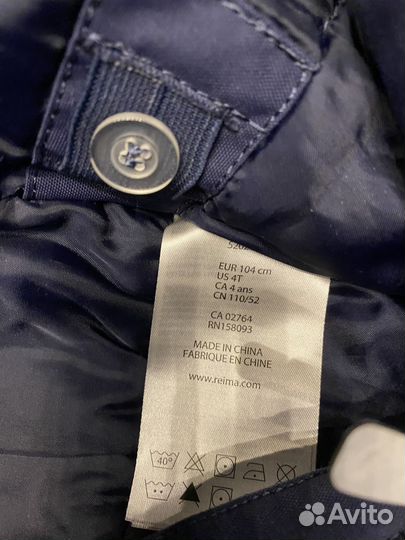 EUR 104 cm
US 4T
CA 4 ans
CN 110/52
CA 02764
RN158093
MADE IN CHINA
FABRIQUE EN CHINE
www.reima.com
40°
Avito